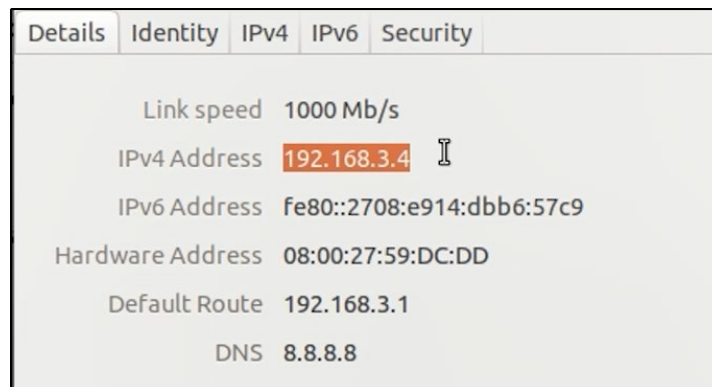 Details Identity IPv4 IPv6 Security
Link speed 1000 Mb/s
IPv4 Address 192.168.3.4
IPv6 Address fe80::2708:e914:dbb6:57c9
Hardware Address 08:00:27:59:DC:DD
Default Route 192.168.3.1
DNS 8.8.8.8